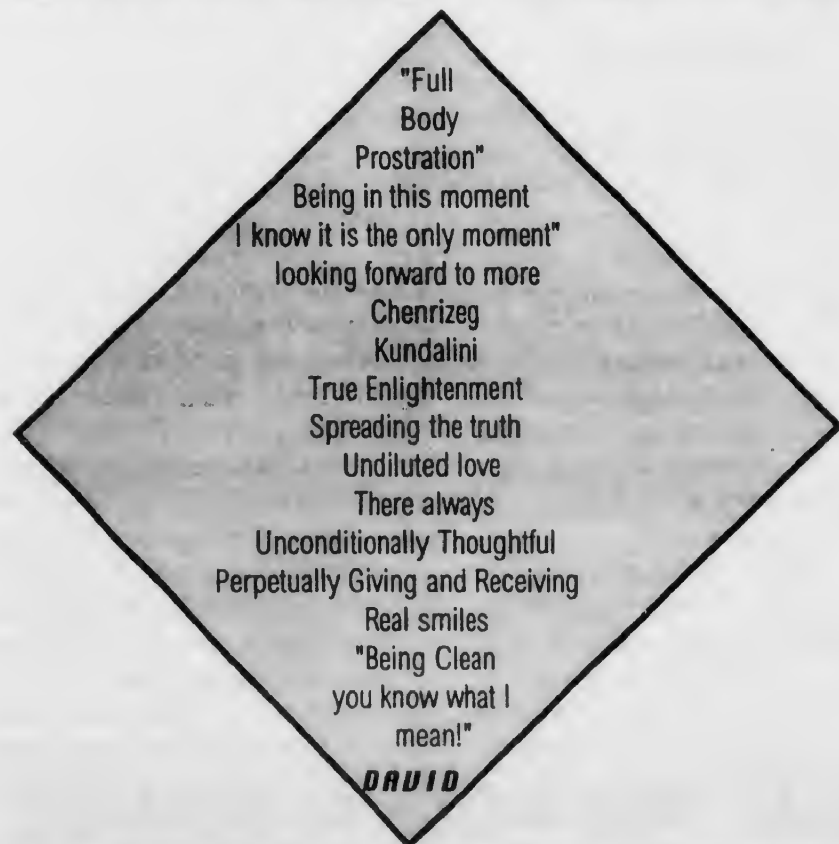 "Full
Body
Prostration"
Being in this moment
I know it is the only moment"
looking forward to more
Chenrizeg
Kundalini
True Enlightenment
Spreading the truth
Undiluted love
There always
Unconditionally Thoughtful
Perpetually Giving and Receiving
Real smiles
"Being Clean
you know what I
mean!"
DAVID